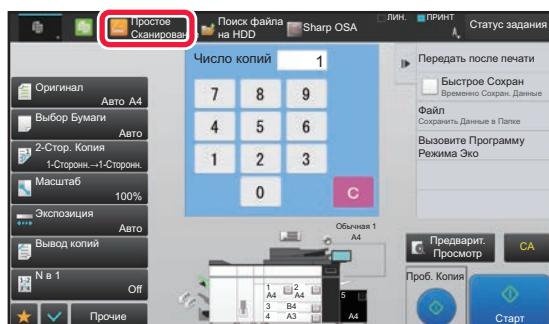 Простое
Сканирован
Поиск файла
на HDD
Sharp OSA
ЛИН.
ПРИНТ
Статус задания
Число копий
1
Передать после печати
Быстрое Сохран
Временно Сохран. Данные
Файл
Сохранить Данные в Папке
Вызовите Программу
Режима Эко
Оригинал
Авто A4
Выбор Бумаги
Авто
2-Стор. Копия
1-Сторонн.→1-Сторонн.
Масштаб
100%
Экспозиция
Авто
Вывод копий
N в 1
Off
Прочие
7 8 9
4 5 6
1 2 3
0 C
Обычная 1
A4
1 A4
2 A4
3 B4
4 A3
5
A4
Предварит.
Просмотр
CA
Проб. Копия
Старт